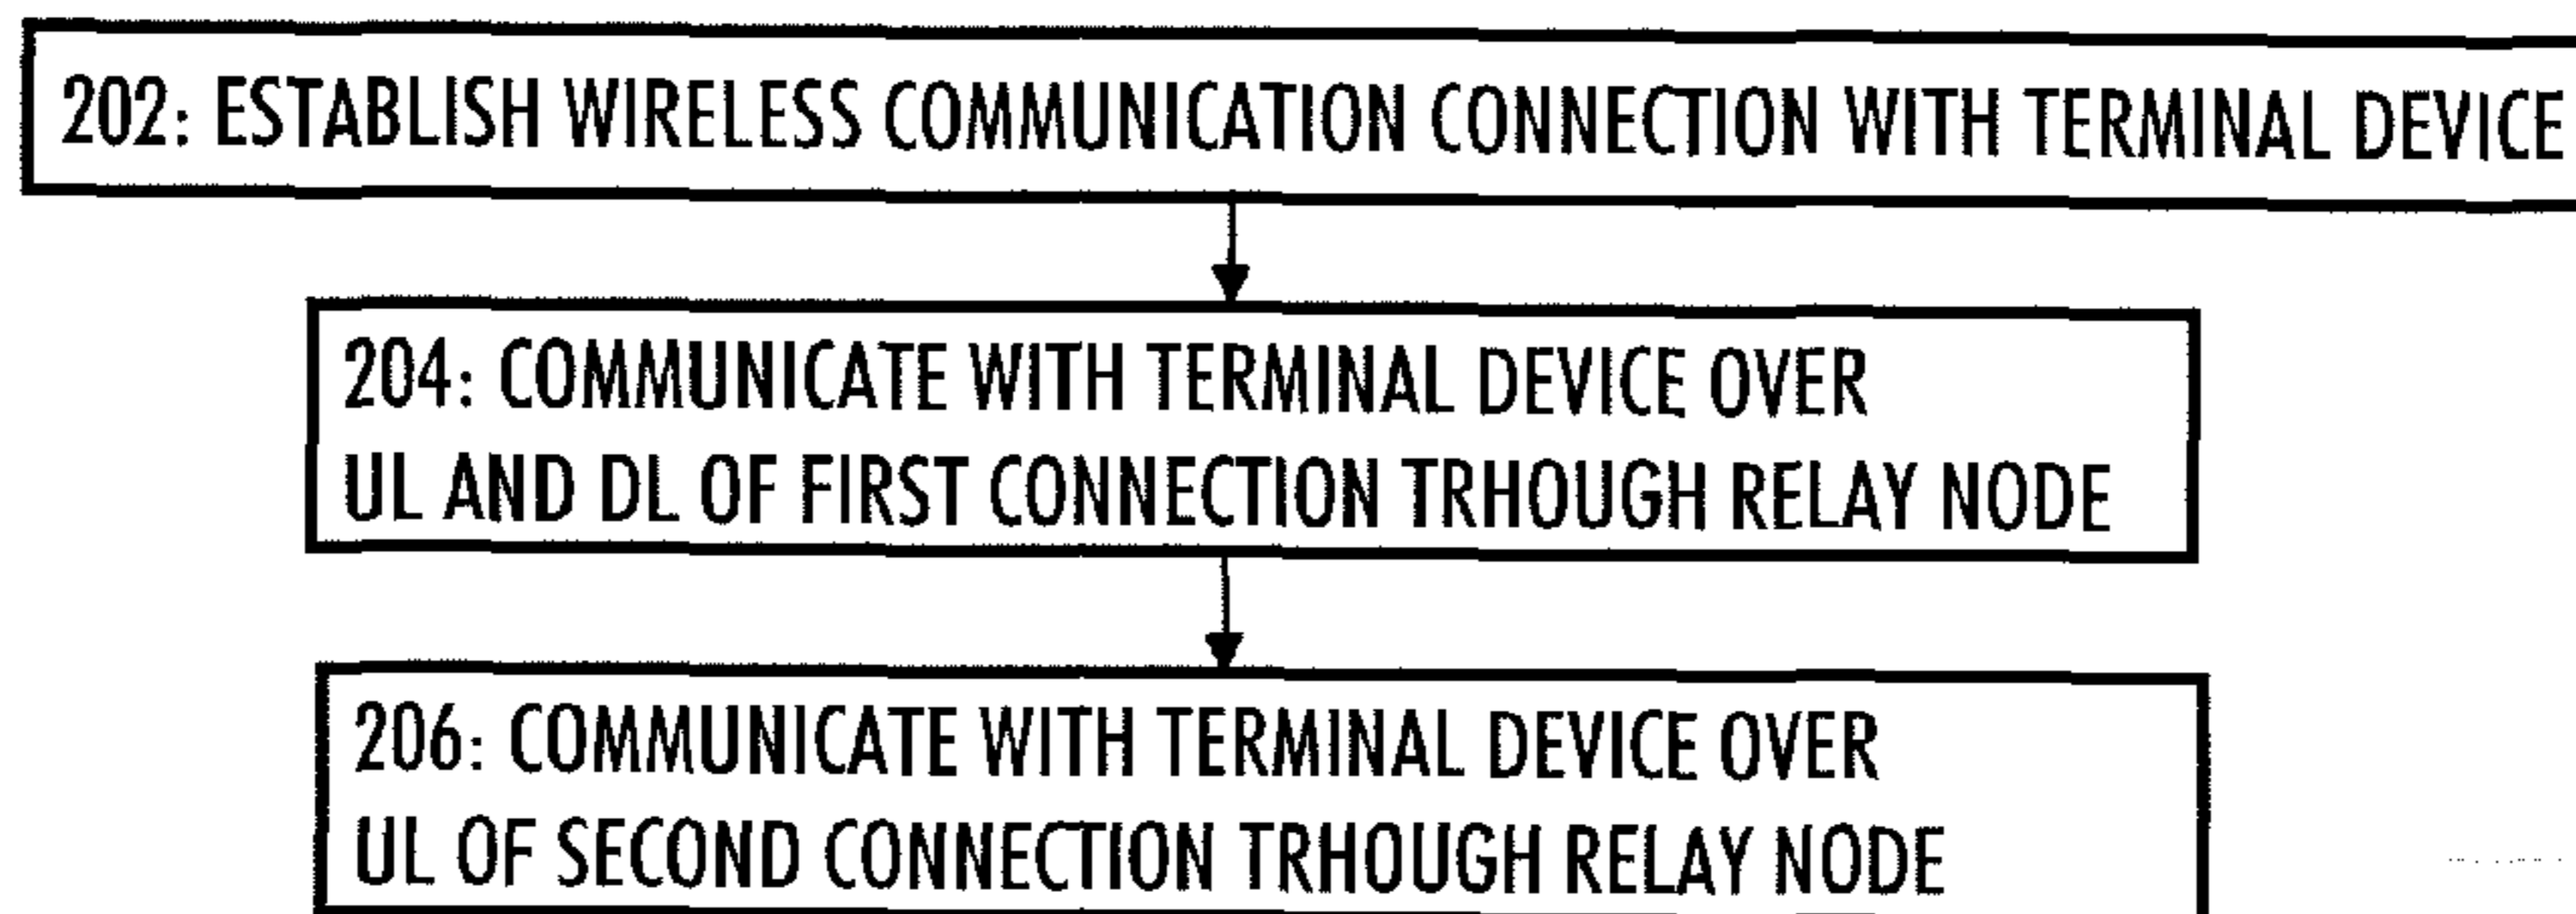 202: ESTABLISH WIRELESS COMMUNICATION CONNECTION WITH TERMINAL DEVICE
204: COMMUNICATE WITH TERMINAL DEVICE OVER
UL AND DL OF FIRST CONNECTION TRHOUGH RELAY NODE
206: COMMUNICATE WITH TERMINAL DEVICE OVER
UL OF SECOND CONNECTION TRHOUGH RELAY NODE